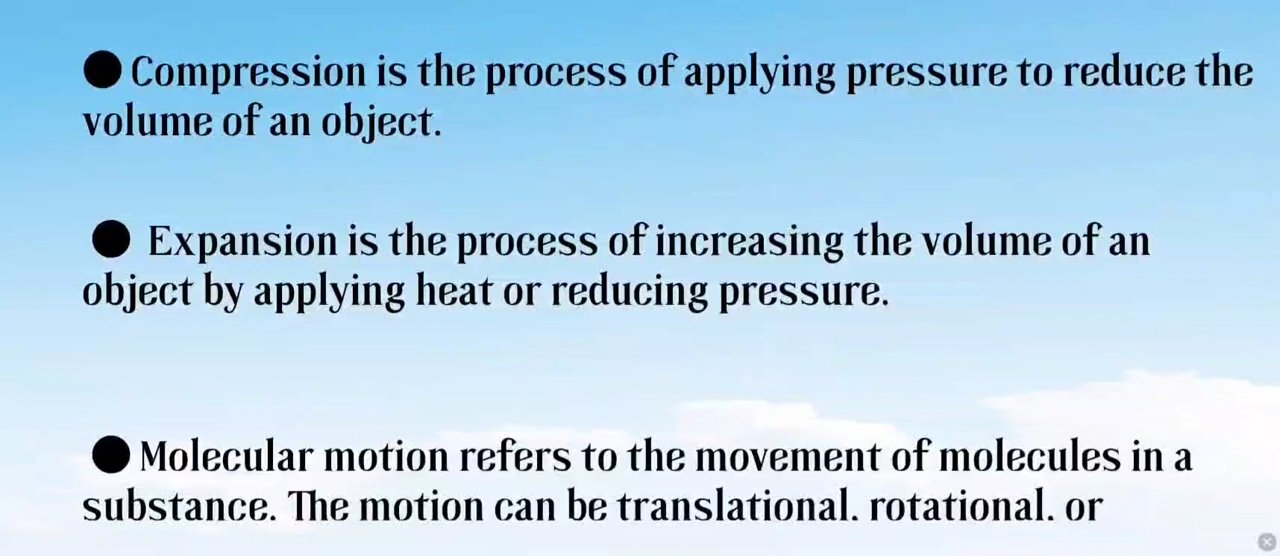 ● Compression is the process of applying pressure to reduce the
volume of an object.
● Expansion is the process of increasing the volume of an
object by applying heat or reducing pressure.
● Molecular motion refers to the movement of molecules in a
substance. The motion can be translational, rotational, or